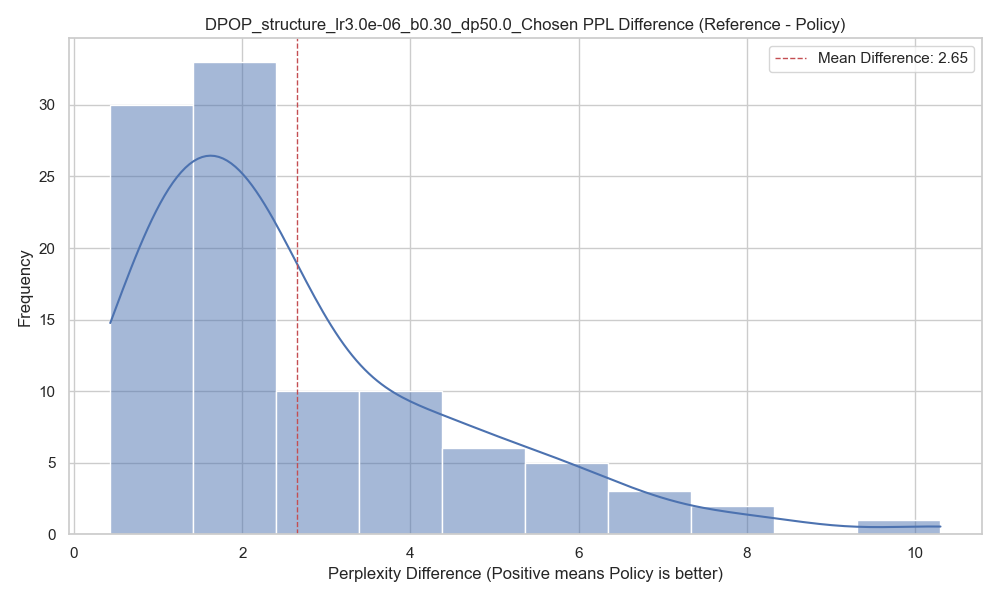 DPOP_structure_lr3.0e-06_b0.30_dp50.0_Chosen PPL Difference (Reference - Policy)
Mean Difference: 2.65
Frequency
30
25
20
15
10
5
0
0 2 4 6 8 10
Perplexity Difference (Positive means Policy is better)